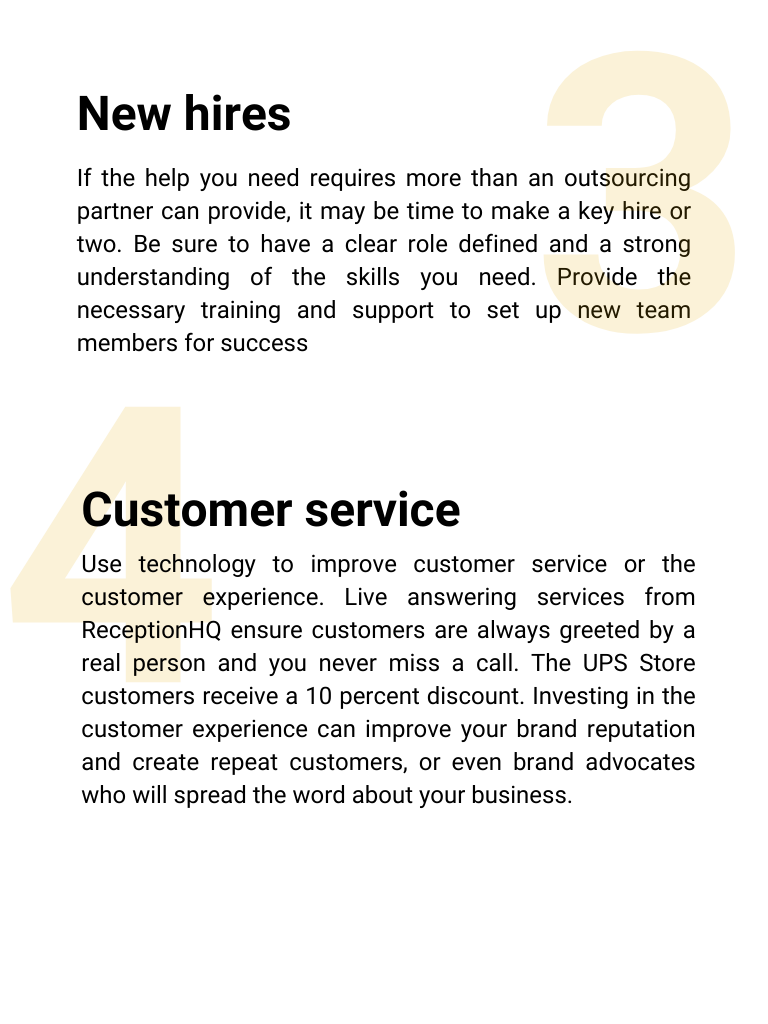 3
New hires
If the help you need requires more than an outsourcing
partner can provide, it may be time to make a key hire or
two. Be sure to have a clear role defined and a strong
understanding of the skills you need. Provide the
necessary training and support to set up new team
members for success
4
Customer service
Use technology to improve customer service or the
customer experience. Live answering services from
ReceptionHQ ensure customers are always greeted by a
real person and you never miss a call. The UPS Store
customers receive a 10 percent discount. Investing in the
customer experience can improve your brand reputation
and create repeat customers, or even brand advocates
who will spread the word about your business.